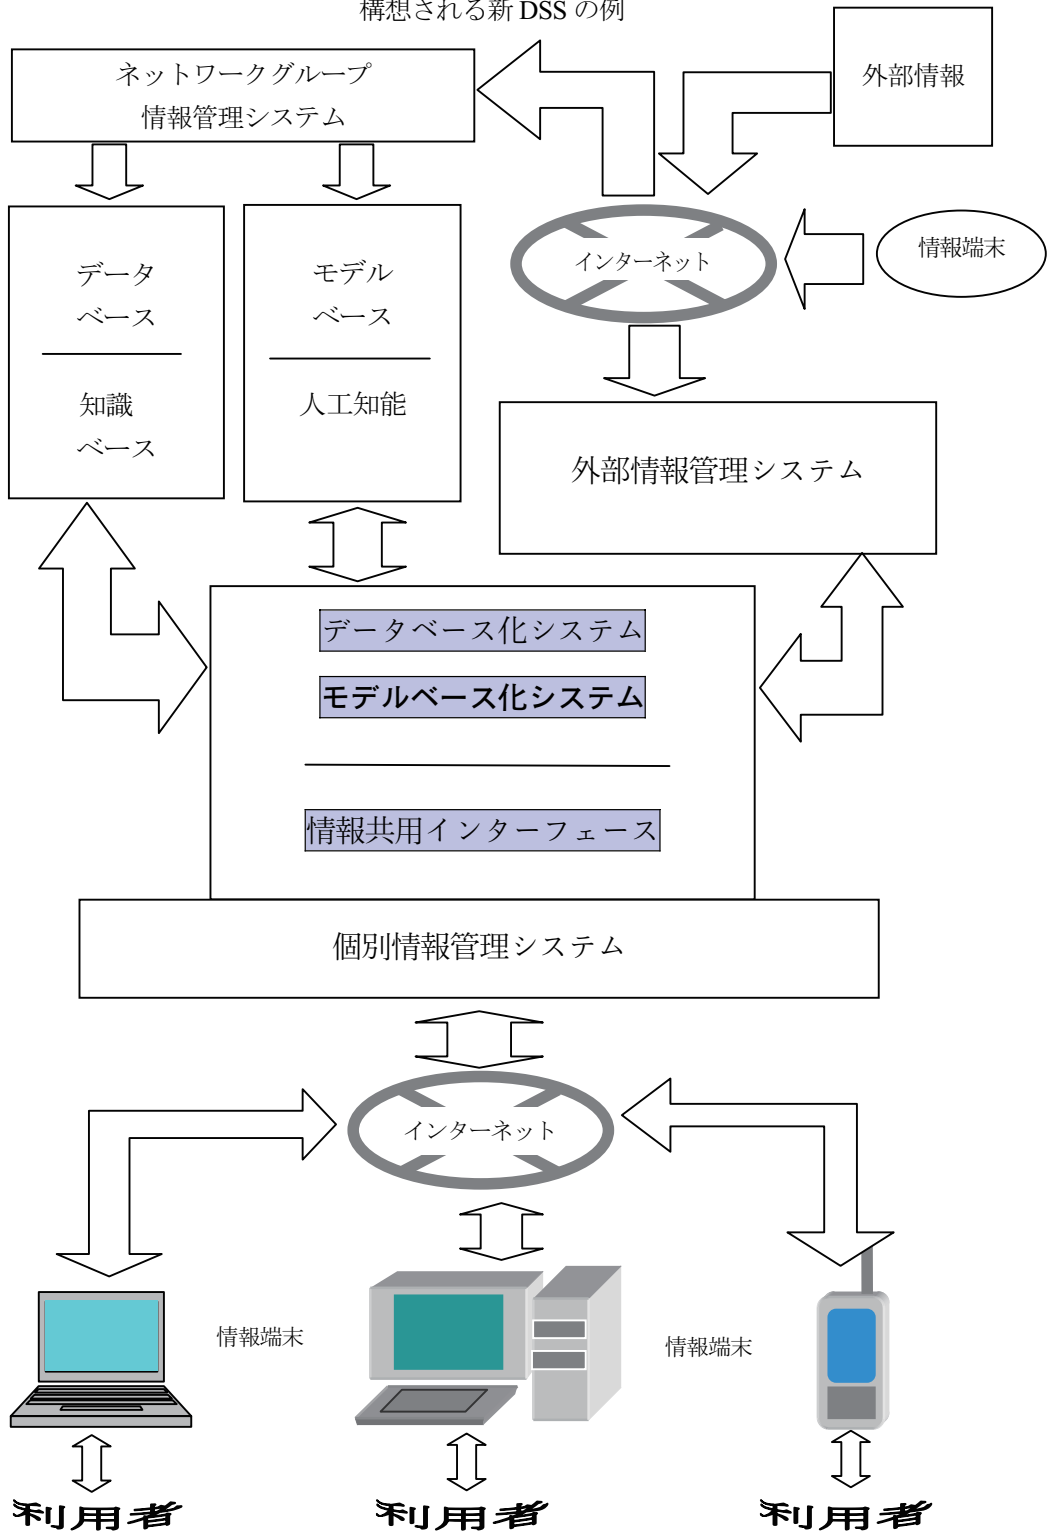 構想される新 DSS の例
ネットワークグループ
情報管理システム
外部情報
データ
ベース
知識
ベース
モデル
ベース
人工知能
インターネット
情報端末
外部情報管理システム
データベース化システム
モデルベース化システム
情報共用インターフェース
個別情報管理システム
インターネット
情報端末
情報端末
利用者
利用者
利用者